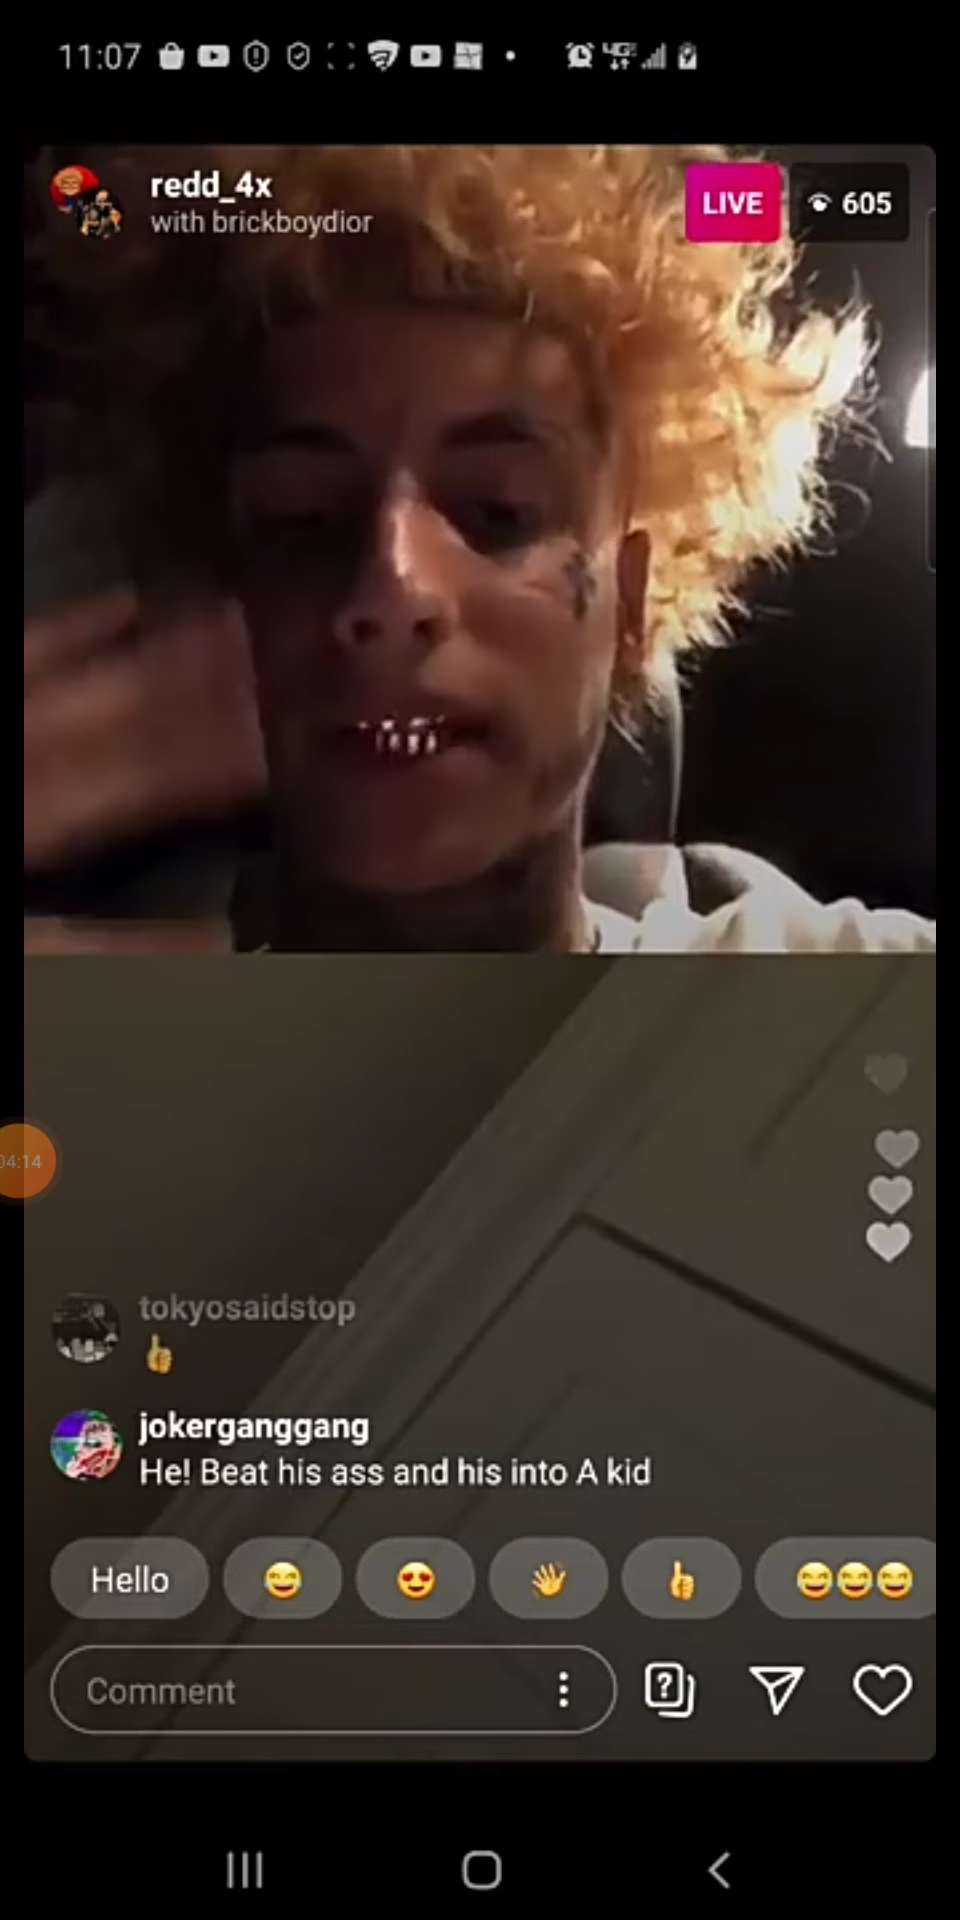 11:07
redd_4x
with brickboydior
LIVE
605
04:14
tokyosaidstop
jokerganggang
He! Beat his ass and his into A kid
Hello
Comment